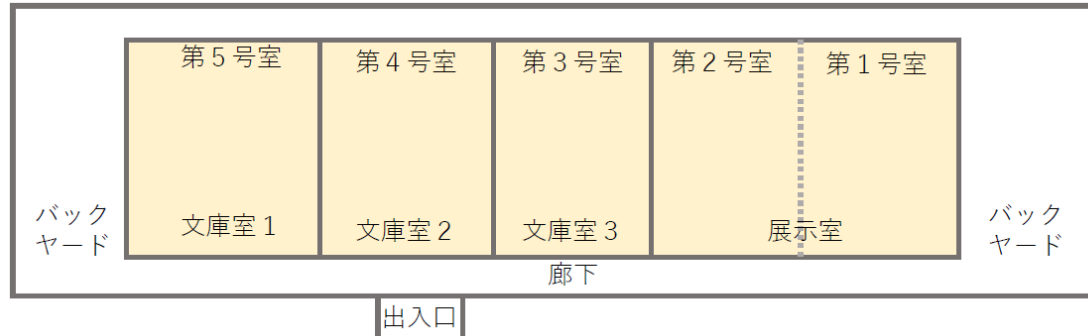 第５号室
第４号室
第３号室
第２号室
第１号室
バック
ヤード
文庫室１
文庫室２
文庫室３
展示室
バック
ヤード
廊下
出入口